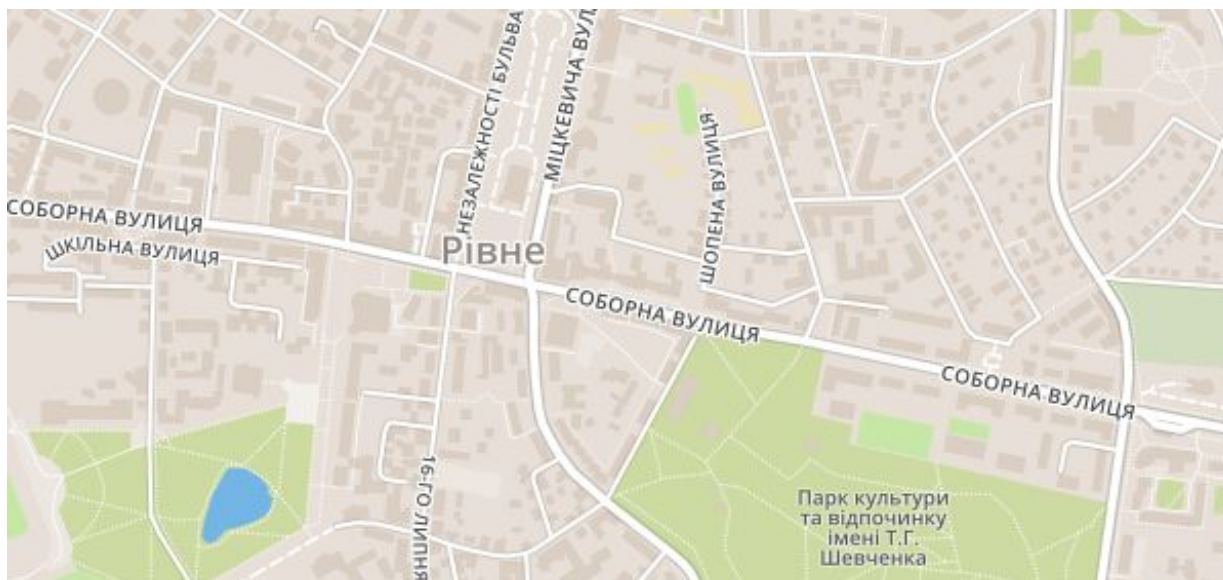 НЕЗАЛЕЖНОСТІ БУЛЬВА
МІЦКЕВИЧА ВУЛ
ШОПЕНА ВУЛИЦЯ
СОБОРНА ВУЛИЦЯ
ШКІЛЬНА ВУЛИЦЯ
Рівне
СОБОРНА ВУЛИЦЯ
СОБОРНА ВУЛИЦЯ
16-ГО ЛИПНЯ
Парк культури
та відпочинку
імені Т.Г.
Шевченка